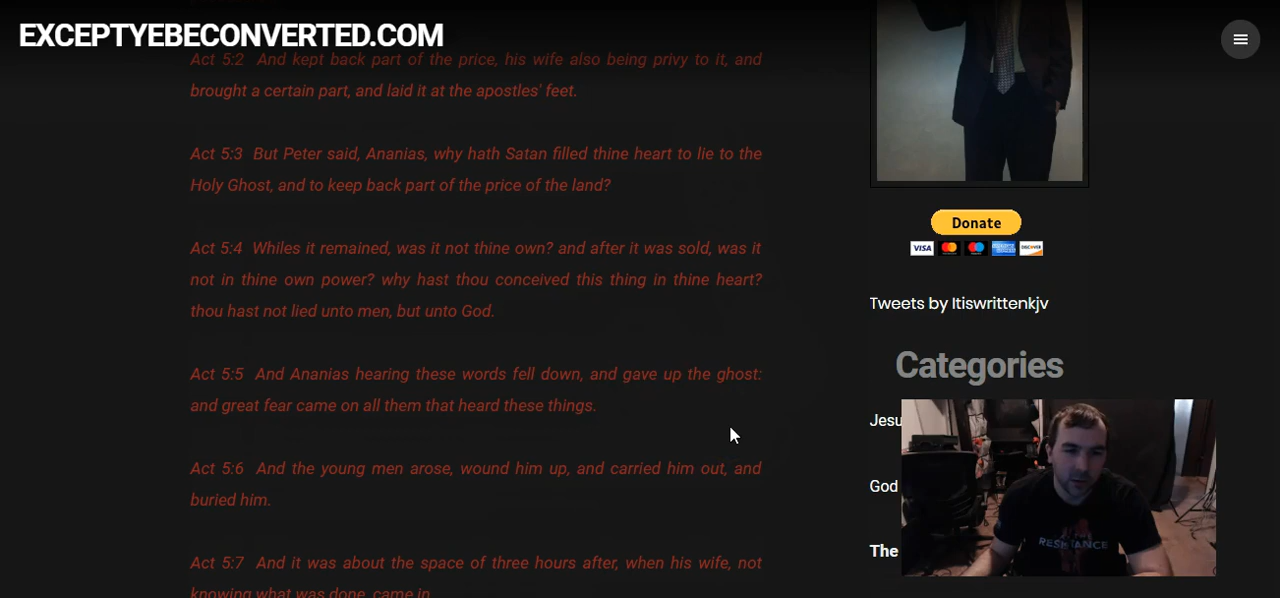 EXCEPTYEBECONVERTED.COM
Act 5:2 And kept back part of the price, his wife also being privy to it, and
brought a certain part, and laid it at the apostles' feet.
Act 5:3 But Peter said, Ananias, why hath Satan filled thine heart to lie to the
Holy Ghost, and to keep back part of the price of the land?
Act 5:4 Whiles it remained, was it not thine own? and after it was sold, was it
not in thine own power? why hast thou conceived this thing in thine heart?
thou hast not lied unto men, but unto God.
Act 5:5 And Ananias hearing these words fell down, and gave up the ghost:
and great fear came on all them that heard these things.
Act 5:6 And the young men arose, wound him up, and carried him out, and
buried him.
Act 5:7 And it was about the space of three hours after, when his wife, not
knowing what was done, came in.
Donate
VISA
DISCOVER
Tweets by Itiswrittenkjv
Categories
Jesu
God
The
THE
RESISTANCE